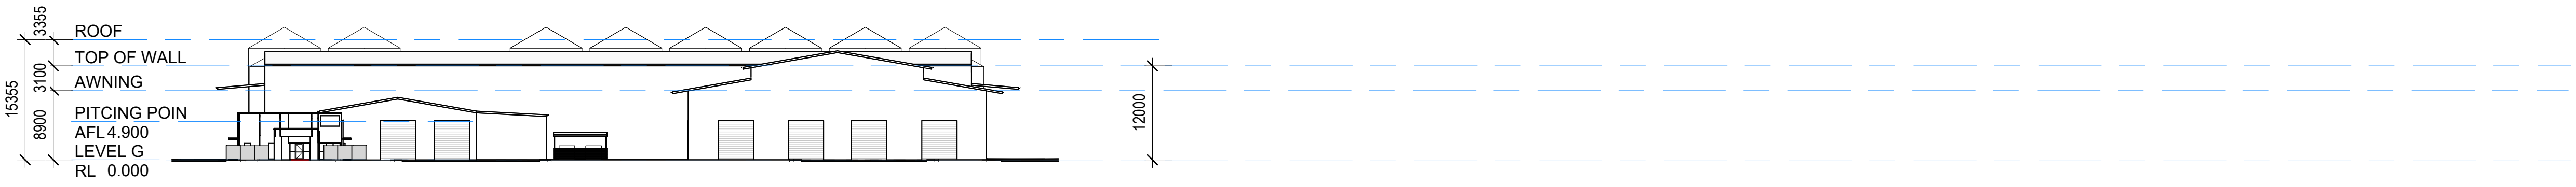 3355
ROOF
TOP OF WALL
3100
AWNING
15355
PITCING POIN
8900
AFL 4.900
LEVEL G
RL 0.000
12000